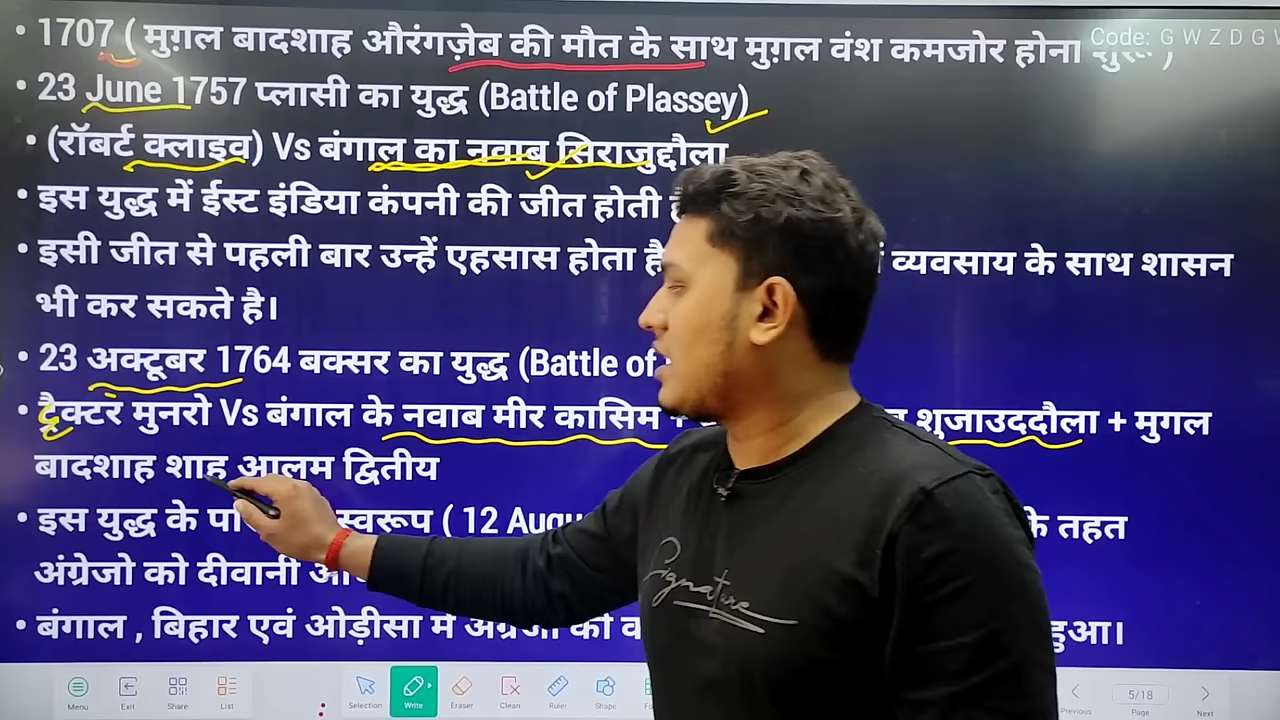 • 1707 ( मुग़ल बादशाह औरंगज़ेब की मौत के साथ मुग़ल वंश कमजोर होना शुरू )
Code: G W Z D G W
• 23 June 1757 प्लासी का युद्ध (Battle of Plassey)
• (रॉबर्ट क्लाइव) Vs बंगाल का नवाब सिराजुद्दौला
• इस युद्ध में ईस्ट इंडिया कंपनी की जीत होती
• इसी जीत से पहली बार उन्हें एहसास होता है व्यवसाय के साथ शासन
भी कर सकते है।
• 23 अक्टूबर 1764 बक्सर का युद्ध (Battle of
• ट्रैक्टर मुनरो Vs बंगाल के नवाब मीर कासिम + शुजाउददौला + मुगल
बादशाह शाह आलम द्वितीय
• इस युद्ध के स्वरूप ( 12 के तहत
अंग्रेजो को दीवानी
• बंगाल , बिहार एवं ओड़ीसा में अंग्रेजो को हुआ।
Signature
Menu Exit Share List Selection Write Eraser Clean Ruler Shape Previous 5/18 Page Next